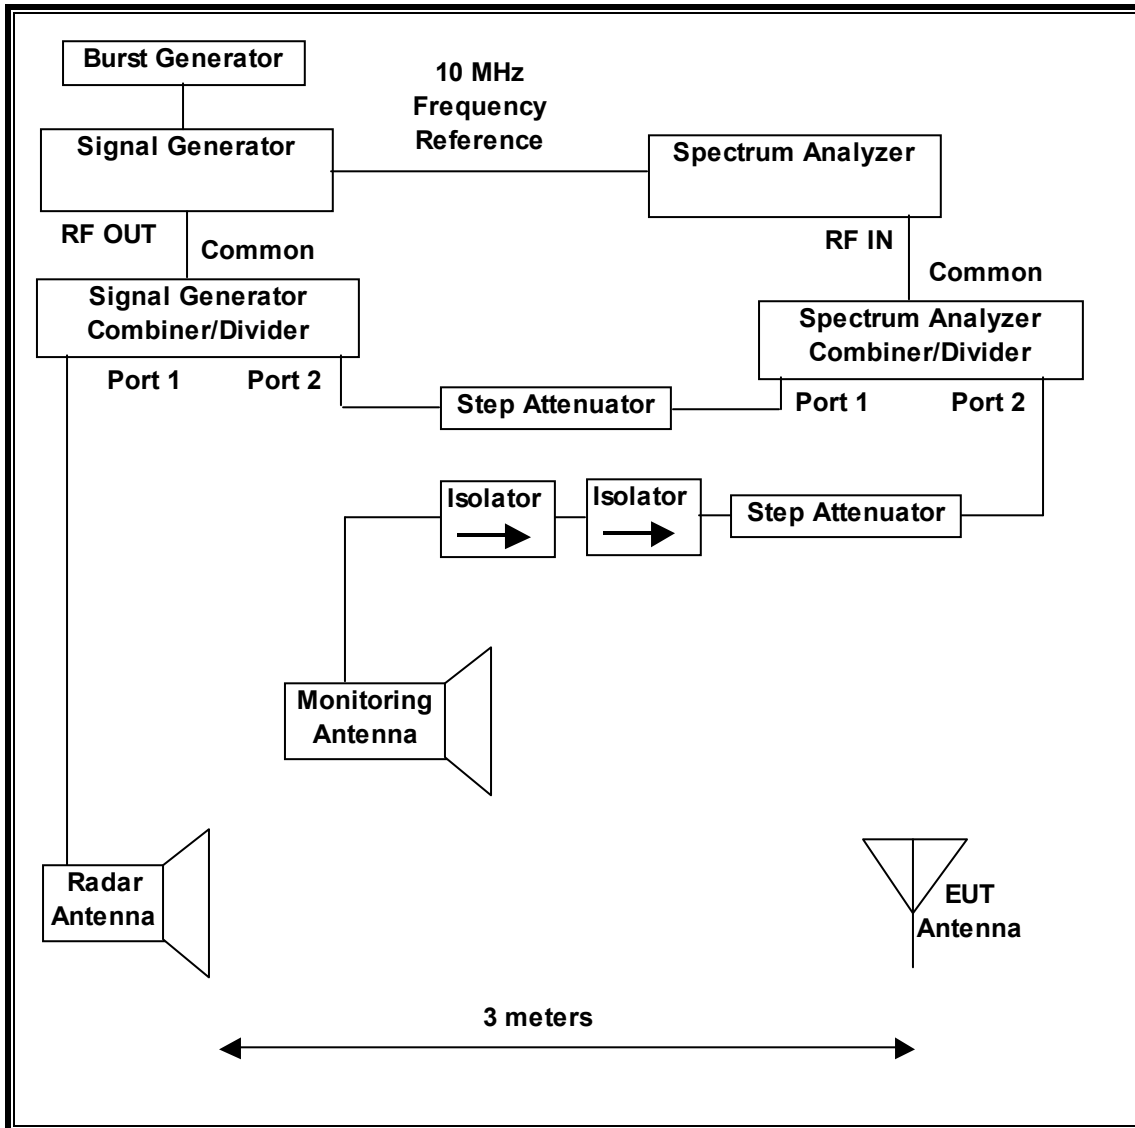 Burst Generator
10 MHz
Frequency
Reference
Signal Generator
Spectrum Analyzer
RF OUT
Common
RF IN
Common
Signal Generator
Combiner/Divider
Spectrum Analyzer
Combiner/Divider
Port 1
Port 2
Step Attenuator
Port 1
Port 2
Isolator
Isolator
Step Attenuator
Monitoring
Antenna
Radar
Antenna
EUT
Antenna
3 meters